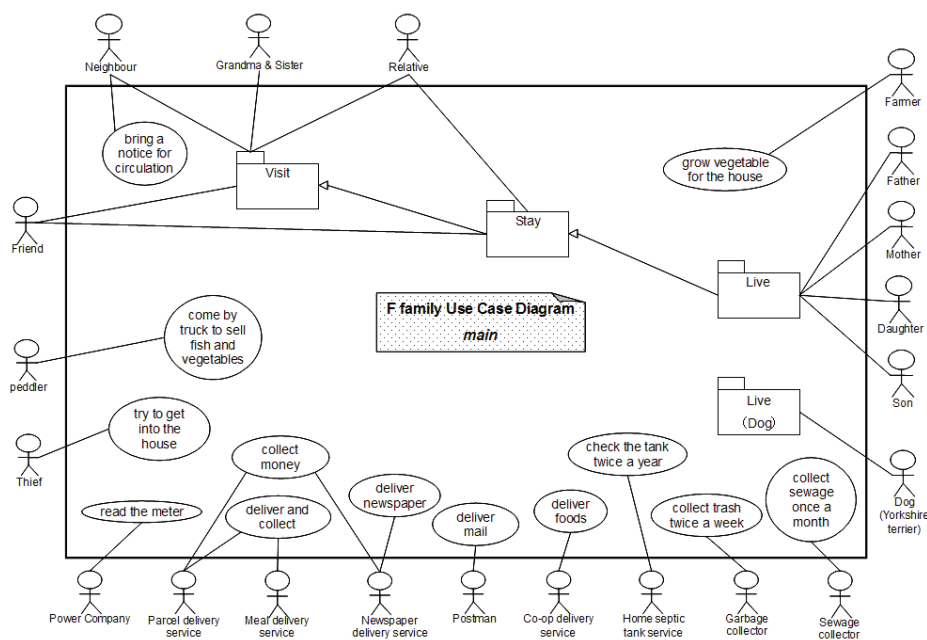 Neighbour
Grandma & Sister
Relative
Farmer
bring a
notice for
circulation
Visit
grow vegetable
for the house
Father
Friend
Stay
Mother
Live
F family Use Case Diagram
main
Daughter
come by
truck to sell
fish and
vegetables
peddler
Son
Live
(Dog)
try to get
into the
house
Thief
collect
money
check the tank
twice a year
collect
sewage
once a
month
Dog
(Yorkshire
terrier)
read the meter
deliver and
collect
deliver
newspaper
deliver
mail
deliver
foods
collect trash
twice a week
Power Company
Parcel delivery
service
Meal delivery
service
Newspaper
delivery service
Postman
Co-op delivery
service
Home septic
tank service
Garbage
collector
Sewage
collector